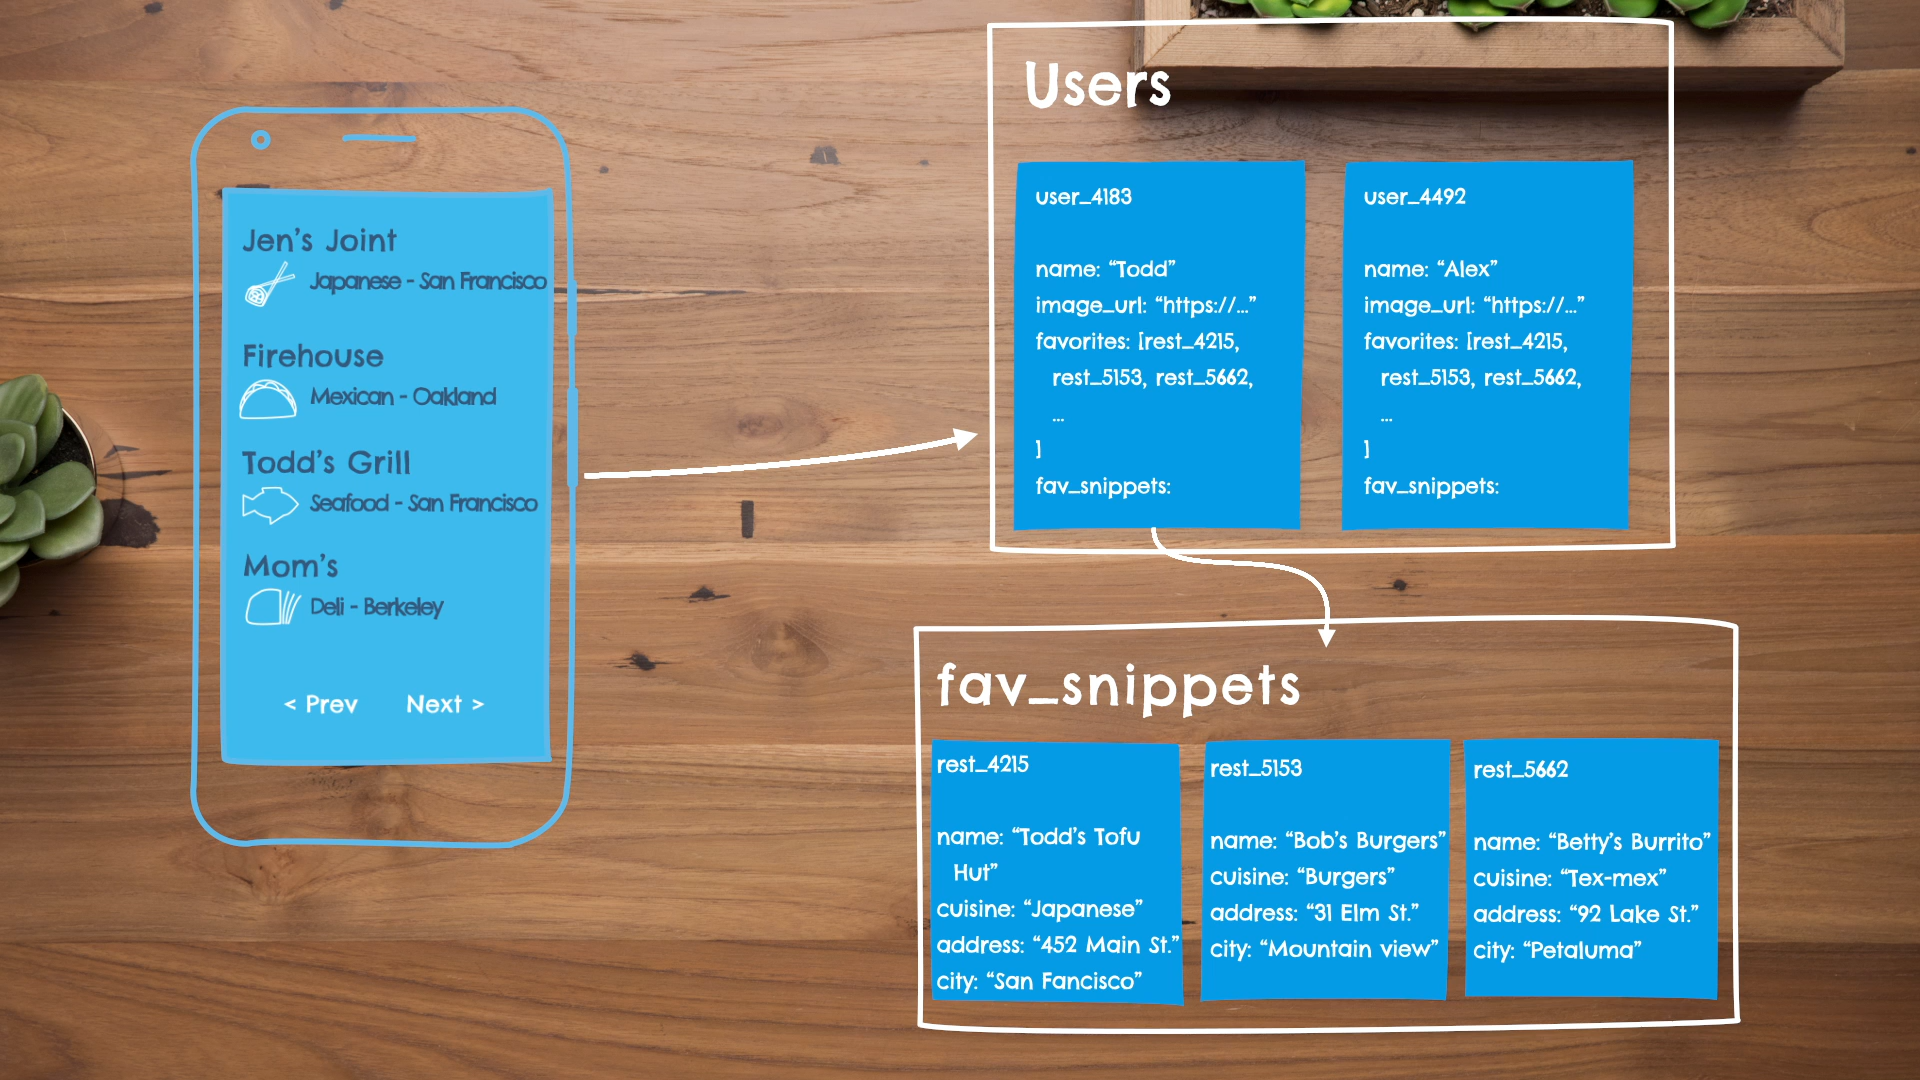 Jen's Joint
Japanese - San Francisco
Firehouse
Mexican - Oakland
Todd's Grill
Seafood - San Francisco
Mom's
Deli - Berkeley
< Prev Next >
Users
user_4183
name: “Todd”
image_url: “https://...”
favorites: [rest_4215,
rest_5153, rest_5662,
...
]
fav_snippets:
user_4492
name: “Alex”
image_url: “https://...”
favorites: [rest_4215,
rest_5153, rest_5662,
...
]
fav_snippets:
fav_snippets
rest_4215
name: “Todd's Tofu
Hut”
cuisine: “Japanese”
address: “452 Main St.”
city: “San Fancisco”
rest_5153
name: “Bob's Burgers”
cuisine: “Burgers”
address: “31 Elm St.”
city: “Mountain view”
rest_5662
name: “Betty's Burrito”
cuisine: “Tex-mex”
address: “92 Lake St.”
city: “Petaluma”